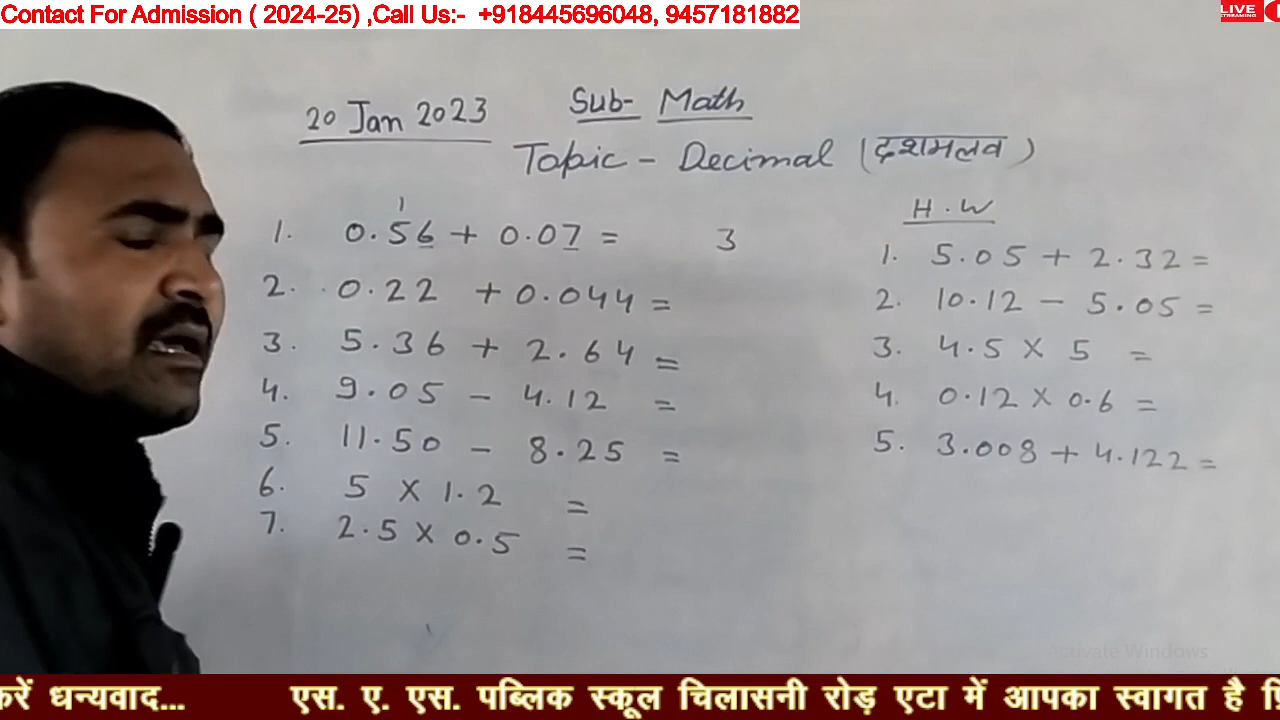 Contact For Admission ( 2024-25) ,Call Us:- +918445696048, 9457181882
LIVE
STREAMING
20 Jan 2023 Sub- Math
Topic - Decimal (दशमलव)
1
1. 0.56 + 0.07 = 3
2. 0.22 + 0.044 =
3. 5.36 + 2.64 =
4. 9.05 - 4.12 =
5. 11.50 - 8.25 =
6. 5 X 1.2 =
7. 2.5 X 0.5 =
H.W
1. 5.05 + 2.32 =
2. 10.12 - 5.05 =
3. 4.5 X 5 =
4. 0.12 X 0.6 =
5. 3.008 + 4.122 =
Activate Windows
करें धन्यवाद... एस. ए. एस. पब्लिक स्कूल चिलासनी रोड़ एटा में आपका स्वागत है